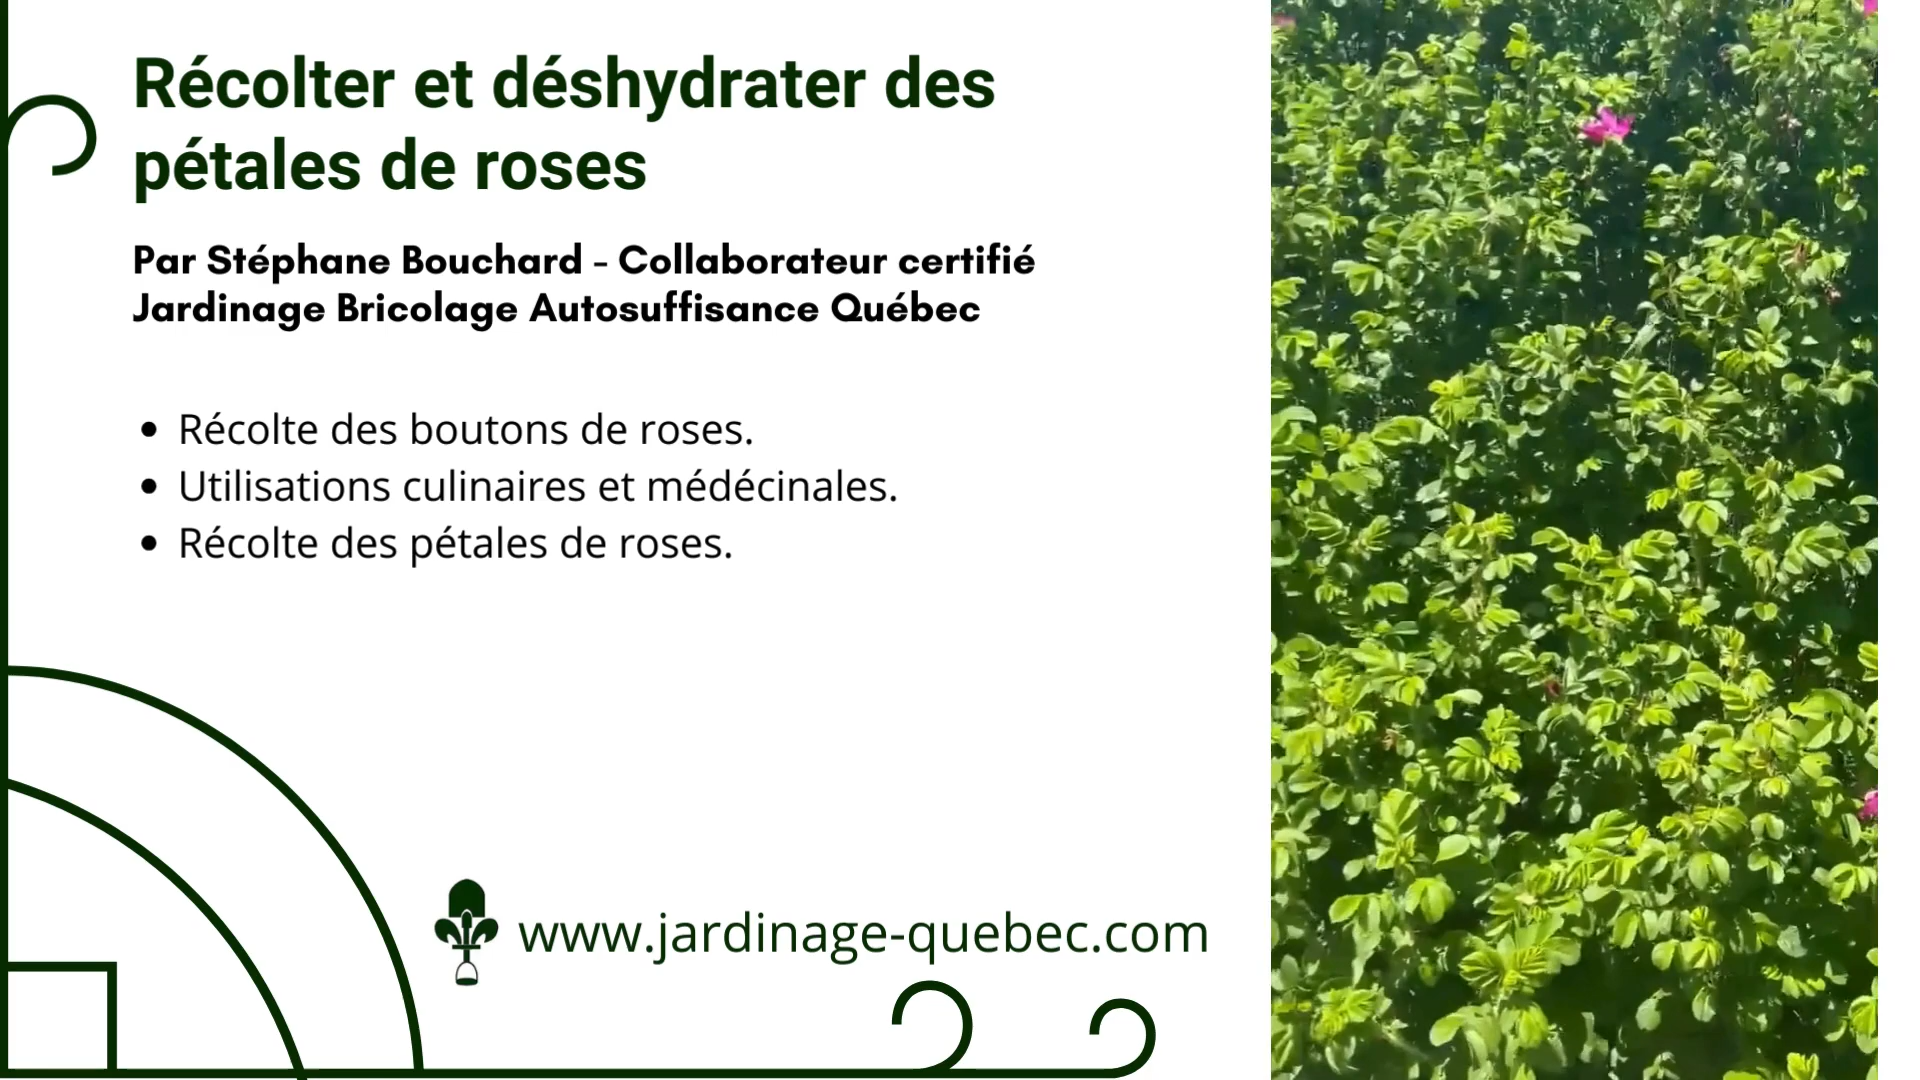 Récolter et déshydrater des
pétales de roses
Par Stéphane Bouchard - Collaborateur certifié
Jardinage Bricolage Autosuffisance Québec
• Récolte des boutons de roses.
• Utilisations culinaires et médécinales.
• Récolte des pétales de roses.
www.jardinage-quebec.com